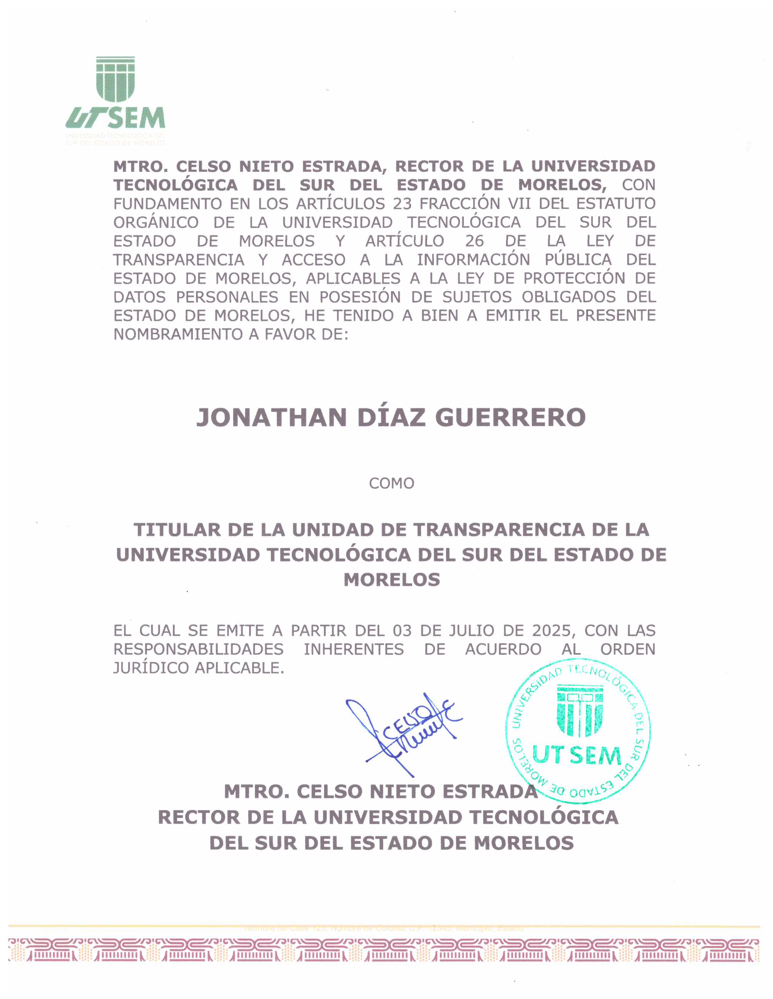 UTSEM
UNIVERSIDAD TECNOLÓGICA DEL
SUR DEL ESTADO DE MORELOS
MTRO. CELSO NIETO ESTRADA, RECTOR DE LA UNIVERSIDAD
TECNOLÓGICA DEL SUR DEL ESTADO DE MORELOS, CON
FUNDAMENTO EN LOS ARTÍCULOS 23 FRACCIÓN VII DEL ESTATUTO
ORGÁNICO DE LA UNIVERSIDAD TECNOLÓGICA DEL SUR DEL
ESTADO DE MORELOS Y ARTÍCULO 26 DE LA LEY DE
TRANSPARENCIA Y ACCESO A LA INFORMACIÓN PÚBLICA DEL
ESTADO DE MORELOS, APLICABLES A LA LEY DE PROTECCIÓN DE
DATOS PERSONALES EN POSESIÓN DE SUJETOS OBLIGADOS DEL
ESTADO DE MORELOS, HE TENIDO A BIEN A EMITIR EL PRESENTE
NOMBRAMIENTO A FAVOR DE:
JONATHAN DÍAZ GUERRERO
COMO
TITULAR DE LA UNIDAD DE TRANSPARENCIA DE LA
UNIVERSIDAD TECNOLÓGICA DEL SUR DEL ESTADO DE
MORELOS
EL CUAL SE EMITE A PARTIR DEL 03 DE JULIO DE 2025, CON LAS
RESPONSABILIDADES INHERENTES DE ACUERDO AL ORDEN
JURÍDICO APLICABLE.
CELSO
UNIVERSIDAD TECNOLÓGICA DEL SUR DEL ESTADO DE MORELOS
UT SEM
MTRO. CELSO NIETO ESTRADA
RECTOR DE LA UNIVERSIDAD TECNOLÓGICA
DEL SUR DEL ESTADO DE MORELOS
Nombre de Calle 123, Nombre de Colonia, C.P. 12345, Municipio, Estado